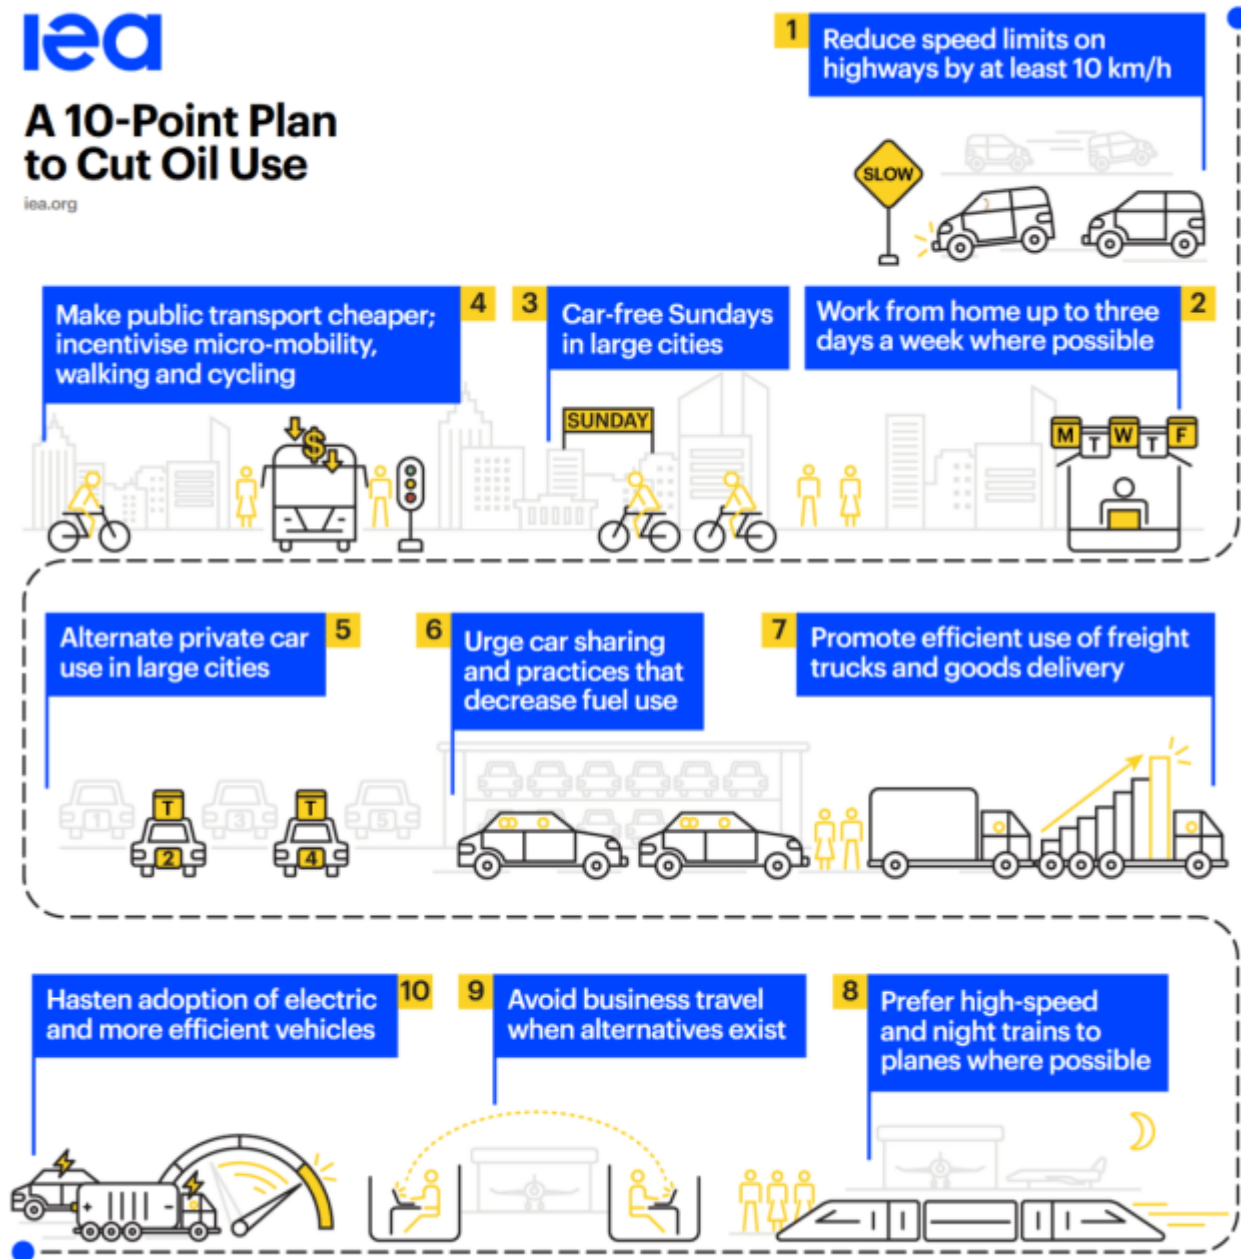 iea
A 10-Point Plan
to Cut Oil Use
iea.org
1
Reduce speed limits on
highways by at least 10 km/h
SLOW
2
Work from home up to three
days a week where possible
M T W T F
3
Car-free Sundays
in large cities
SUNDAY
4
Make public transport cheaper;
incentivise micro-mobility,
walking and cycling
$
5
Alternate private car
use in large cities
T T
1 2 3 4 5
6
Urge car sharing
and practices that
decrease fuel use
7
Promote efficient use of freight
trucks and goods delivery
8
Prefer high-speed
and night trains to
planes where possible
9
Avoid business travel
when alternatives exist
10
Hasten adoption of electric
and more efficient vehicles
+ -